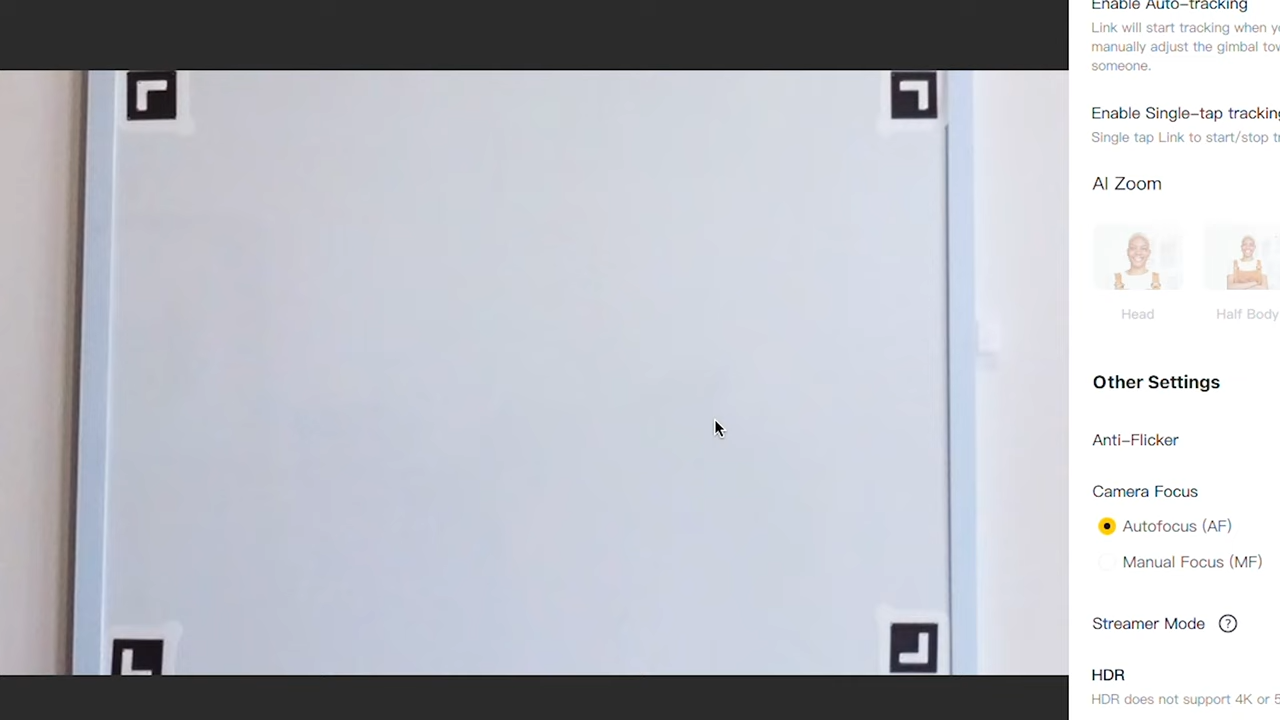 Enable Auto-tracking
Link will start tracking when
manually adjust the gimbal
someone.
Enable Single-tap tracking
Single tap Link to start/stop
AI Zoom
Head
Half Body
Other Settings
Anti-Flicker
Camera Focus
Autofocus (AF)
Manual Focus (MF)
Streamer Mode ?
HDR
HDR does not support 4K or